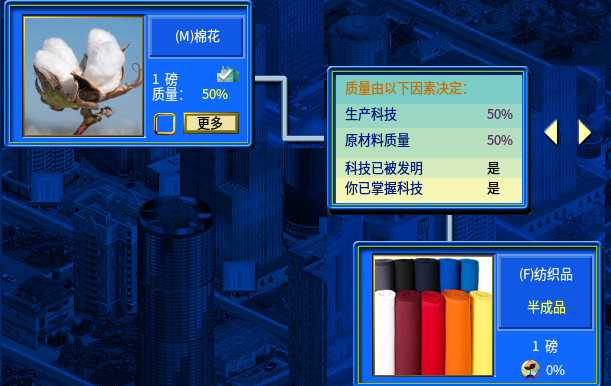 (M)棉花
1 磅
质量: 50%
更多
质量由以下因素决定:
生产科技 50%
原材料质量 50%
科技已被发明 是
你已掌握科技 是
(F)纺织品
半成品
1 磅
0%